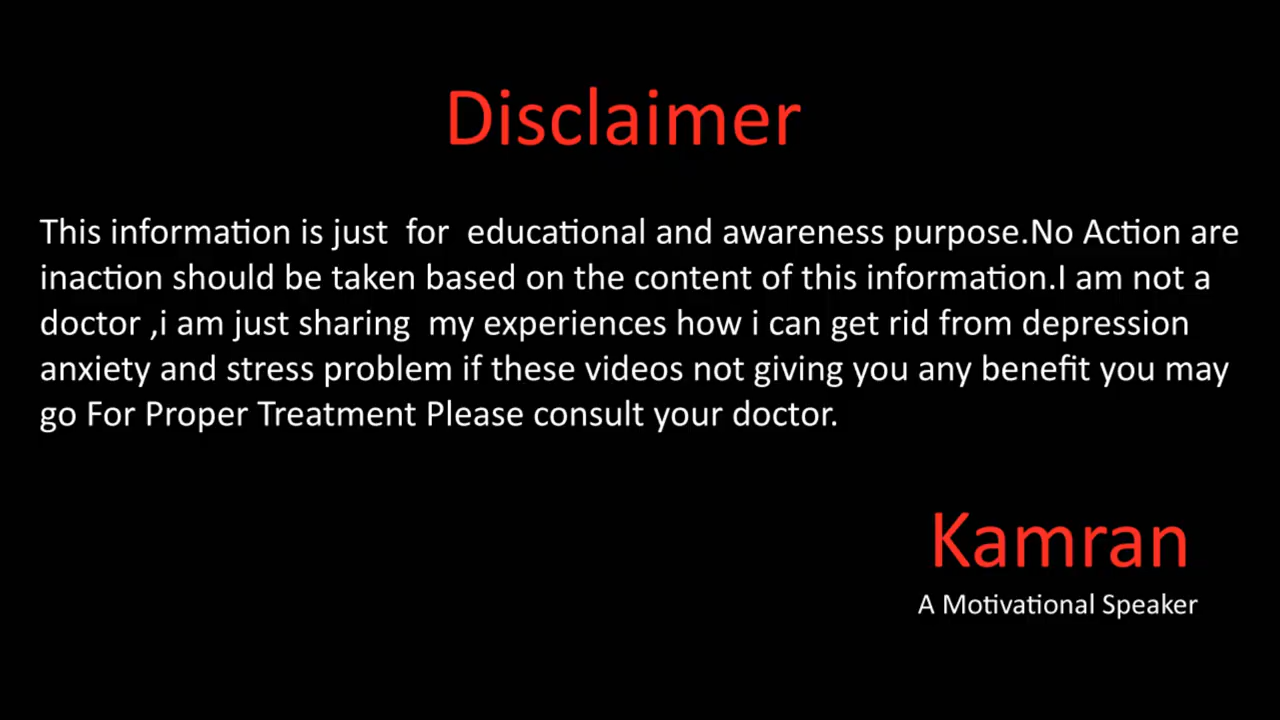 Disclaimer
This information is just  for  educational and awareness purpose.No Action are
inaction should be taken based on the content of this information.I am not a
doctor ,i am just sharing  my experiences how i can get rid from depression
anxiety and stress problem if these videos not giving you any benefit you may
go For Proper Treatment Please consult your doctor.
Kamran
A Motivational Speaker